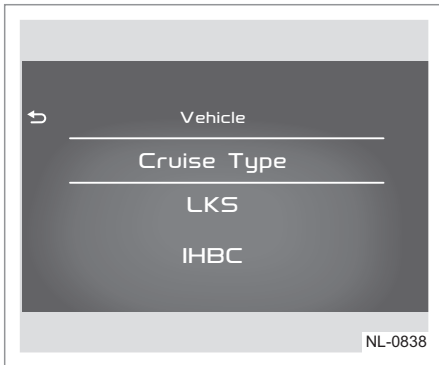 Vehicle
Cruise Type
LKS
IHBC
NL-0838